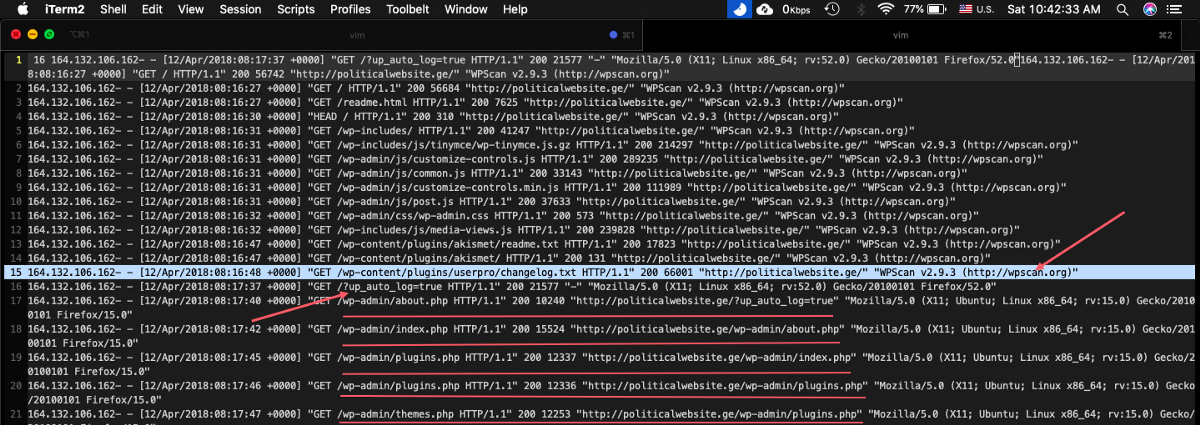 iTerm2 Shell Edit View Session Scripts Profiles Toolbelt Window Help 0Kbps 77% U.S. Sat 10:42:33 AM
⌥⌘1 vim ⌘1 vim ⌘2
1 16 164.132.106.162- - [12/Apr/2018:08:17:37 +0000] "GET /?up_auto_log=true HTTP/1.1" 200 21577 "-" "Mozilla/5.0 (X11; Linux x86_64; rv:52.0) Gecko/20100101 Firefox/52.0"164.132.106.162- - [12/Apr/201
8:08:16:27 +0000] "GET / HTTP/1.1" 200 56742 "http://politicalwebsite.ge/" "WPScan v2.9.3 (http://wpscan.org)"
2 164.132.106.162- - [12/Apr/2018:08:16:27 +0000] "GET / HTTP/1.1" 200 56684 "http://politicalwebsite.ge/" "WPScan v2.9.3 (http://wpscan.org)"
3 164.132.106.162- - [12/Apr/2018:08:16:27 +0000] "GET /readme.html HTTP/1.1" 200 7625 "http://politicalwebsite.ge/" "WPScan v2.9.3 (http://wpscan.org)"
4 164.132.106.162- - [12/Apr/2018:08:16:30 +0000] "HEAD / HTTP/1.1" 200 310 "http://politicalwebsite.ge/" "WPScan v2.9.3 (http://wpscan.org)"
5 164.132.106.162- - [12/Apr/2018:08:16:31 +0000] "GET /wp-includes/ HTTP/1.1" 200 41247 "http://politicalwebsite.ge/" "WPScan v2.9.3 (http://wpscan.org)"
6 164.132.106.162- - [12/Apr/2018:08:16:31 +0000] "GET /wp-includes/js/tinymce/wp-tinymce.js.gz HTTP/1.1" 200 214297 "http://politicalwebsite.ge/" "WPScan v2.9.3 (http://wpscan.org)"
7 164.132.106.162- - [12/Apr/2018:08:16:31 +0000] "GET /wp-admin/js/customize-controls.js HTTP/1.1" 200 289235 "http://politicalwebsite.ge/" "WPScan v2.9.3 (http://wpscan.org)"
8 164.132.106.162- - [12/Apr/2018:08:16:31 +0000] "GET /wp-admin/js/common.js HTTP/1.1" 200 33143 "http://politicalwebsite.ge/" "WPScan v2.9.3 (http://wpscan.org)"
9 164.132.106.162- - [12/Apr/2018:08:16:31 +0000] "GET /wp-admin/js/customize-controls.min.js HTTP/1.1" 200 111989 "http://politicalwebsite.ge/" "WPScan v2.9.3 (http://wpscan.org)"
10 164.132.106.162- - [12/Apr/2018:08:16:31 +0000] "GET /wp-admin/js/post.js HTTP/1.1" 200 37633 "http://politicalwebsite.ge/" "WPScan v2.9.3 (http://wpscan.org)"
11 164.132.106.162- - [12/Apr/2018:08:16:32 +0000] "GET /wp-admin/css/wp-admin.css HTTP/1.1" 200 573 "http://politicalwebsite.ge/" "WPScan v2.9.3 (http://wpscan.org)"
12 164.132.106.162- - [12/Apr/2018:08:16:32 +0000] "GET /wp-includes/js/media-views.js HTTP/1.1" 200 239828 "http://politicalwebsite.ge/" "WPScan v2.9.3 (http://wpscan.org)"
13 164.132.106.162- - [12/Apr/2018:08:16:47 +0000] "GET /wp-content/plugins/akismet/readme.txt HTTP/1.1" 200 17823 "http://politicalwebsite.ge/" "WPScan v2.9.3 (http://wpscan.org)"
14 164.132.106.162- - [12/Apr/2018:08:16:47 +0000] "GET /wp-content/plugins/akismet/ HTTP/1.1" 200 131 "http://politicalwebsite.ge/" "WPScan v2.9.3 (http://wpscan.org)"
15 164.132.106.162- - [12/Apr/2018:08:16:48 +0000] "GET /wp-content/plugins/userpro/changelog.txt HTTP/1.1" 200 66001 "http://politicalwebsite.ge/" "WPScan v2.9.3 (http://wpscan.org)"
16 164.132.106.162- - [12/Apr/2018:08:17:37 +0000] "GET /?up_auto_log=true HTTP/1.1" 200 21577 "-" "Mozilla/5.0 (X11; Linux x86_64; rv:52.0) Gecko/20100101 Firefox/52.0"
17 164.132.106.162- - [12/Apr/2018:08:17:40 +0000] "GET /wp-admin/about.php HTTP/1.1" 200 10240 "http://politicalwebsite.ge/?up_auto_log=true" "Mozilla/5.0 (X11; Ubuntu; Linux x86_64; rv:15.0) Gecko/2010
0101 Firefox/15.0"
18 164.132.106.162- - [12/Apr/2018:08:17:42 +0000] "GET /wp-admin/index.php HTTP/1.1" 200 15524 "http://politicalwebsite.ge/wp-admin/about.php" "Mozilla/5.0 (X11; Ubuntu; Linux x86_64; rv:15.0) Gecko/201
00101 Firefox/15.0"
19 164.132.106.162- - [12/Apr/2018:08:17:45 +0000] "GET /wp-admin/plugins.php HTTP/1.1" 200 12337 "http://politicalwebsite.ge/wp-admin/index.php" "Mozilla/5.0 (X11; Ubuntu; Linux x86_64; rv:15.0) Gecko/2
0100101 Firefox/15.0"
20 164.132.106.162- - [12/Apr/2018:08:17:46 +0000] "GET /wp-admin/plugins.php HTTP/1.1" 200 12336 "http://politicalwebsite.ge/wp-admin/plugins.php" "Mozilla/5.0 (X11; Ubuntu; Linux x86_64; rv:15.0) Gecko
/20100101 Firefox/15.0"
21 164.132.106.162- - [12/Apr/2018:08:17:47 +0000] "GET /wp-admin/themes.php HTTP/1.1" 200 12253 "http://politicalwebsite.ge/wp-admin/plugins.php" "Mozilla/5.0 (X11; Ubuntu; Linux x86_64; rv:15.0) Gecko/
20100101 Firefox/15.0"